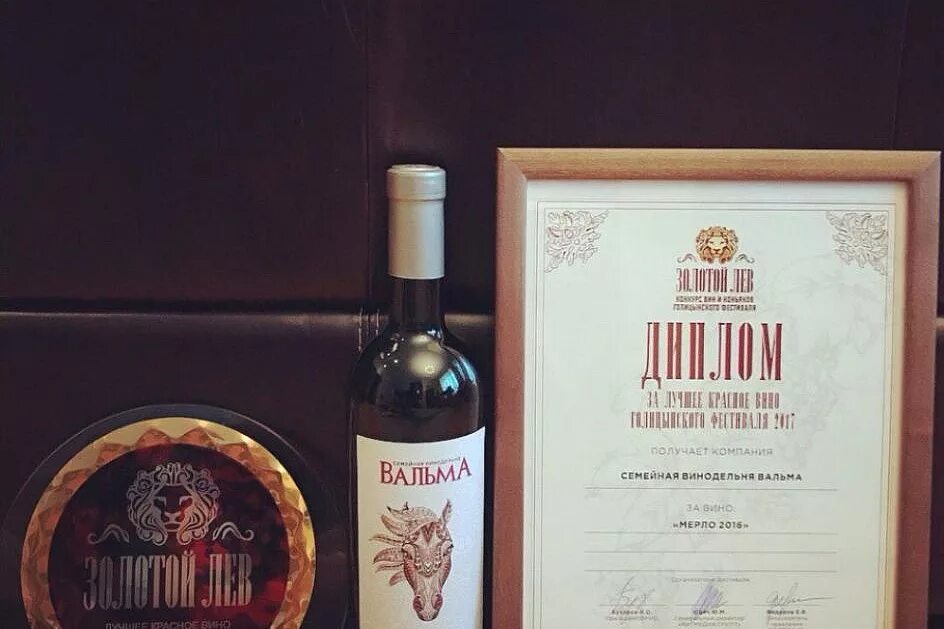 ЗОЛОТОЙ ЛЕВ
ЛУЧШЕЕ КРАСНОЕ ВИНО
СЕМЕЙНАЯ ВИНОДЕЛЬНЯ
ВАЛЬМА
ЗОЛОТОЙ ЛЕВ
КОНКУРС ВИН И КОНЬЯКОВ
ГОЛИЦЫНСКОГО ФЕСТИВАЛЯ
ДИПЛОМ
ЗА ЛУЧШЕЕ КРАСНОЕ ВИНО
ГОЛИЦЫНСКОГО ФЕСТИВАЛЯ 2017
ПОЛУЧАЕТ КОМПАНИЯ
СЕМЕЙНАЯ ВИНОДЕЛЬНЯ ВАЛЬМА
ЗА ВИНО:
«МЕРЛО 2016»